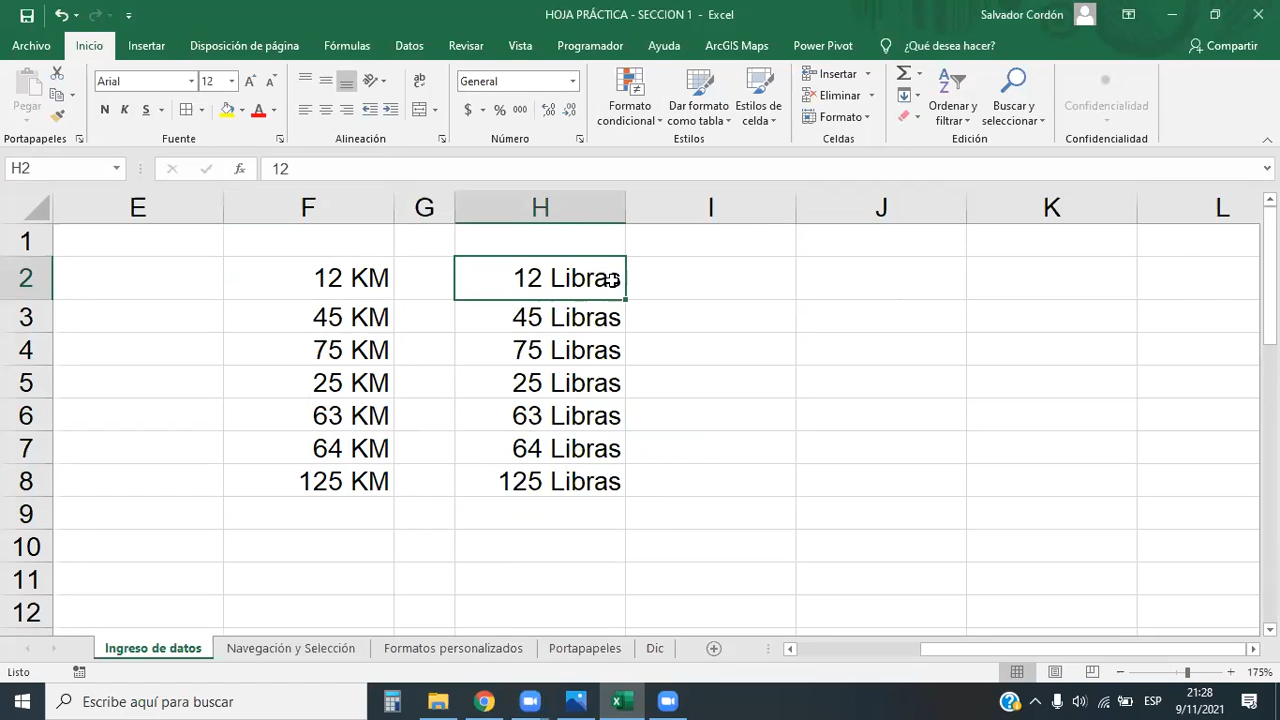 HOJA PRÁCTICA - SECCION 1 - Excel
Salvador Cordón
Archivo Inicio Insertar Disposición de página Fórmulas Datos Revisar Vista Programador Ayuda ArcGIS Maps Power Pivot ¿Qué desea hacer? Compartir
Pegar
Portapapeles
Arial 12
N K S
Fuente
ab
Alineación
General
$ % 000
Número
Formato condicional
Dar formato como tabla
Estilos de celda
Estilos
Insertar
Eliminar
Formato
Celdas
Ordenar y filtrar
Buscar y seleccionar
Edición
Confidencialidad
Confidencialidad
H2 fx 12
E F G H I J K L
1
2 12 KM 12 Libras
3 45 KM 45 Libras
4 75 KM 75 Libras
5 25 KM 25 Libras
6 63 KM 63 Libras
7 64 KM 64 Libras
8 125 KM 125 Libras
9
10
11
12
Ingreso de datos Navegación y Selección Formatos personalizados Portapapeles Dic
Listo 175%
Escribe aquí para buscar
ESP
21:28
9/11/2021